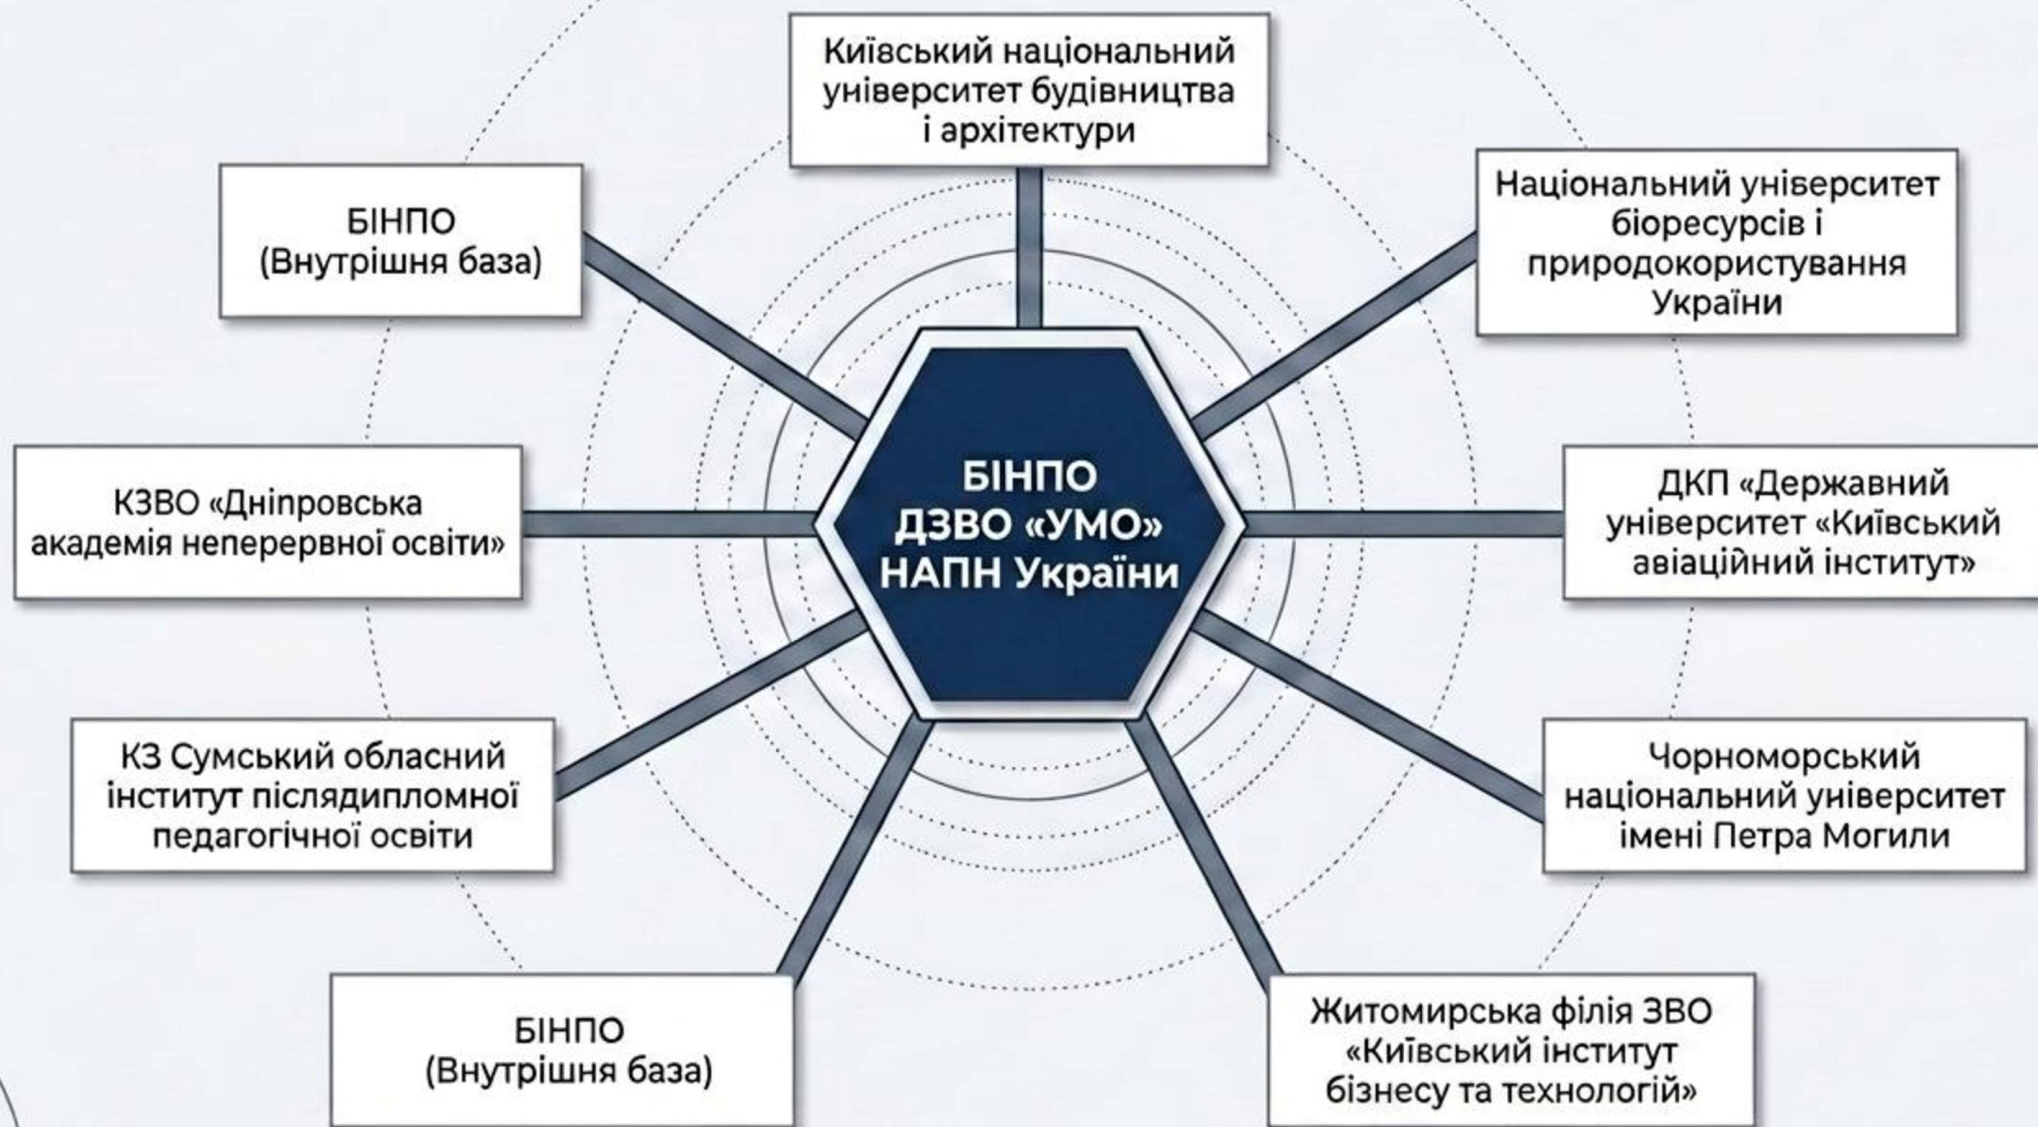 Київський національний
університет будівництва
і архітектури
БІНПО
(Внутрішня база)
Національний університет
біоресурсів і
природокористування
України
КЗВО «Дніпровська
академія неперервної освіти»
БІНПО
ДЗВО «УМО»
НАПН України
ДКП «Державний
університет «Київський
авіаційний інститут»
КЗ Сумський обласний
інститут післядипломної
педагогічної освіти
Чорноморський
національний університет
імені Петра Могили
БІНПО
(Внутрішня база)
Житомирська філія ЗВО
«Київський інститут
бізнесу та технологій»